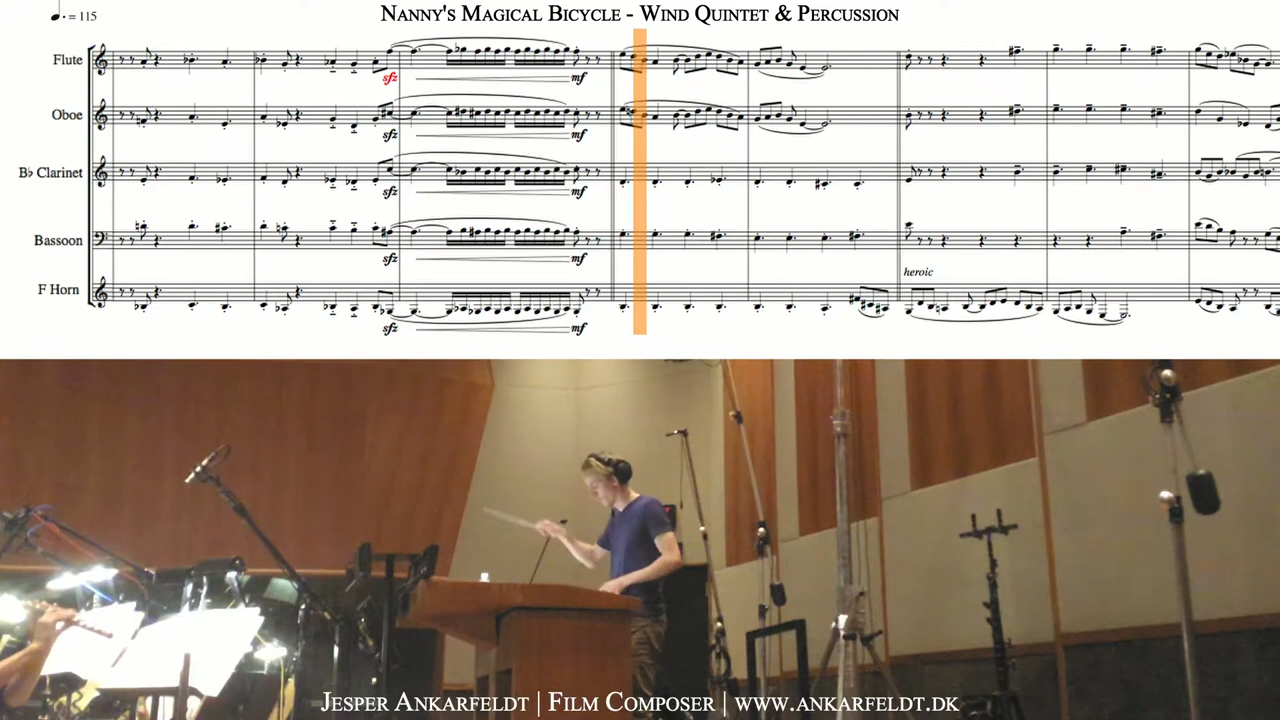 ♩. = 115
Nanny's Magical Bicycle - Wind Quintet & Percussion
Flute
sfz
mf
Oboe
sfz
mf
B♭ Clarinet
sfz
mf
Bassoon
sfz
mf
heroic
F Horn
sfz
mf
Jesper Ankarfeldt | Film Composer | www.ankarfeldt.dk